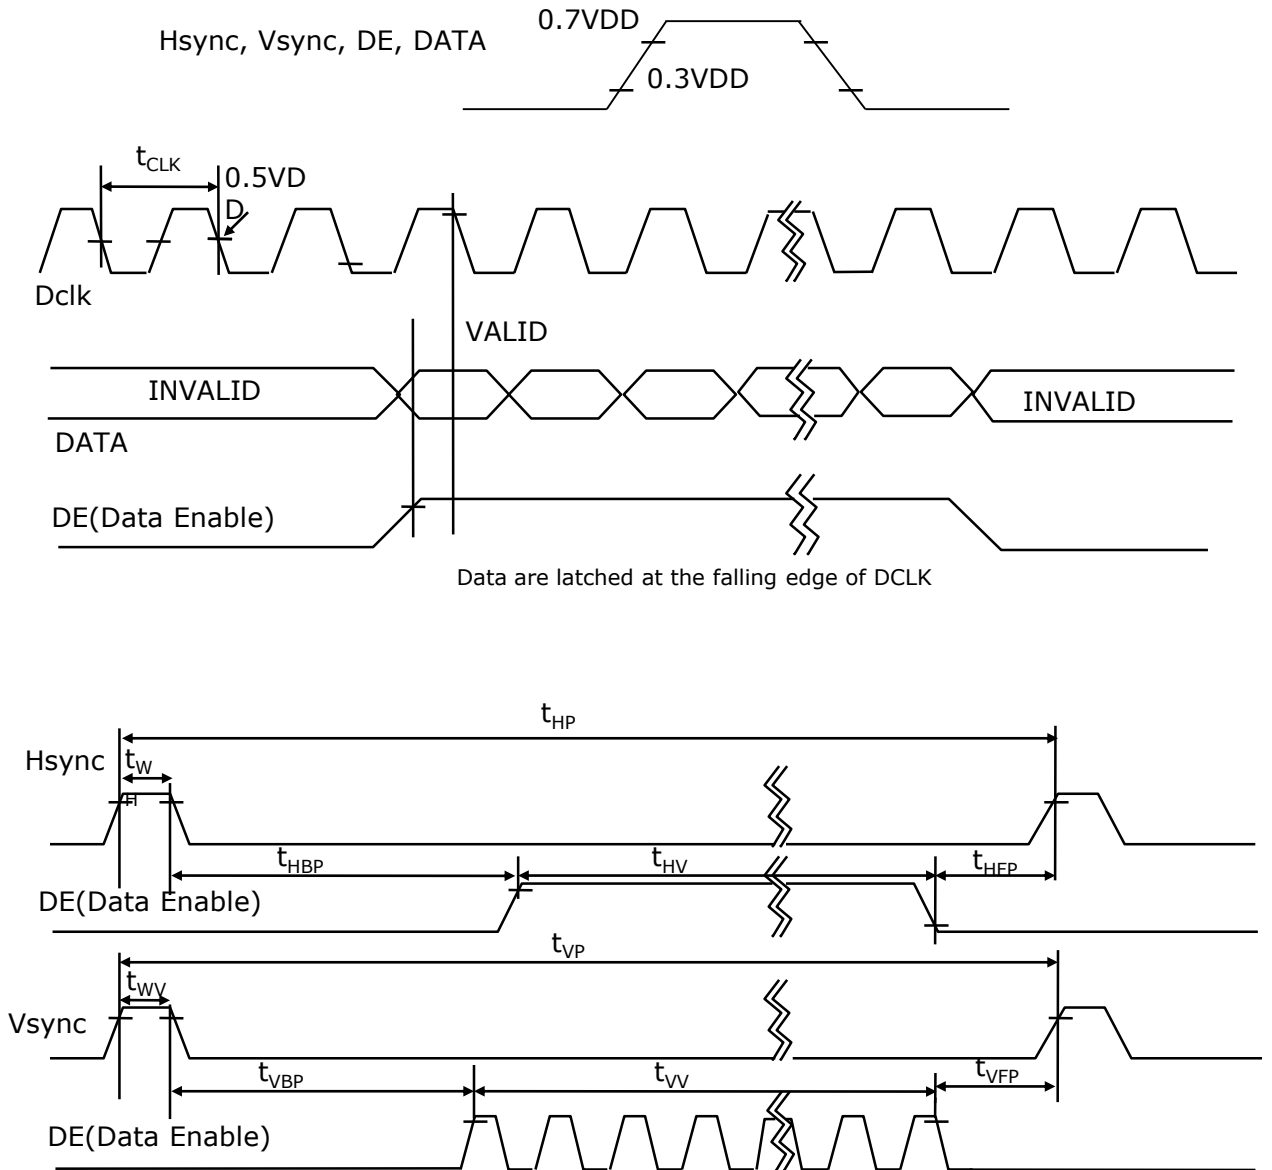 0.7VDD
Hsync, Vsync, DE, DATA
0.3VDD
tCLK
0.5VD
D
Dclk
VALID
INVALID
INVALID
DATA
DE(Data Enable)
Data are latched at the falling edge of DCLK
tHP
Hsync
tW
H
tHBP
tHV
tHFP
DE(Data Enable)
tVP
tWV
Vsync
tVBP
tVV
tVFP
DE(Data Enable)